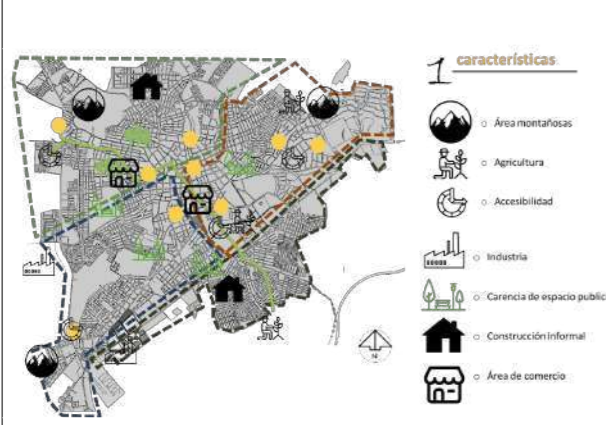 1 características
Área montañosas
Agricultura
Accesibilidad
Industria
Carencia de espacio public
Construcción informal
Área de comercio
N